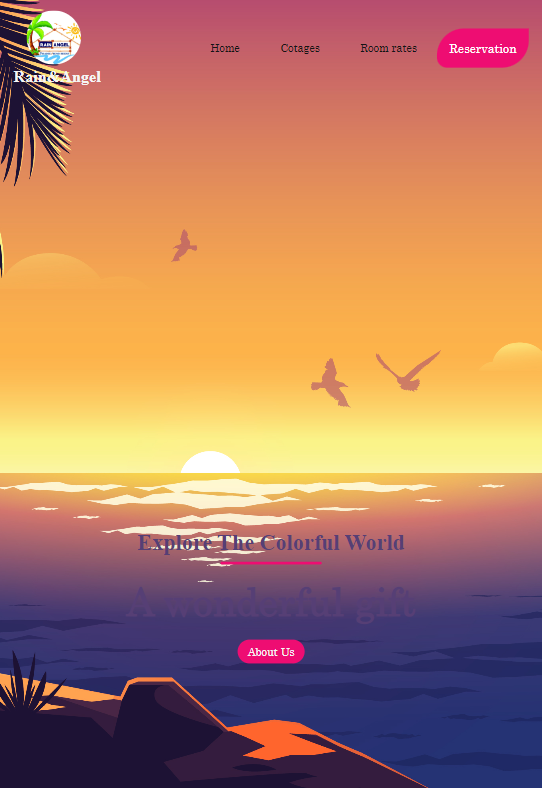 RAIN ANGEL
Rain&Angel
Home
Cotages
Room rates
Reservation
Explore The Colorful World
A wonderful gift
About Us